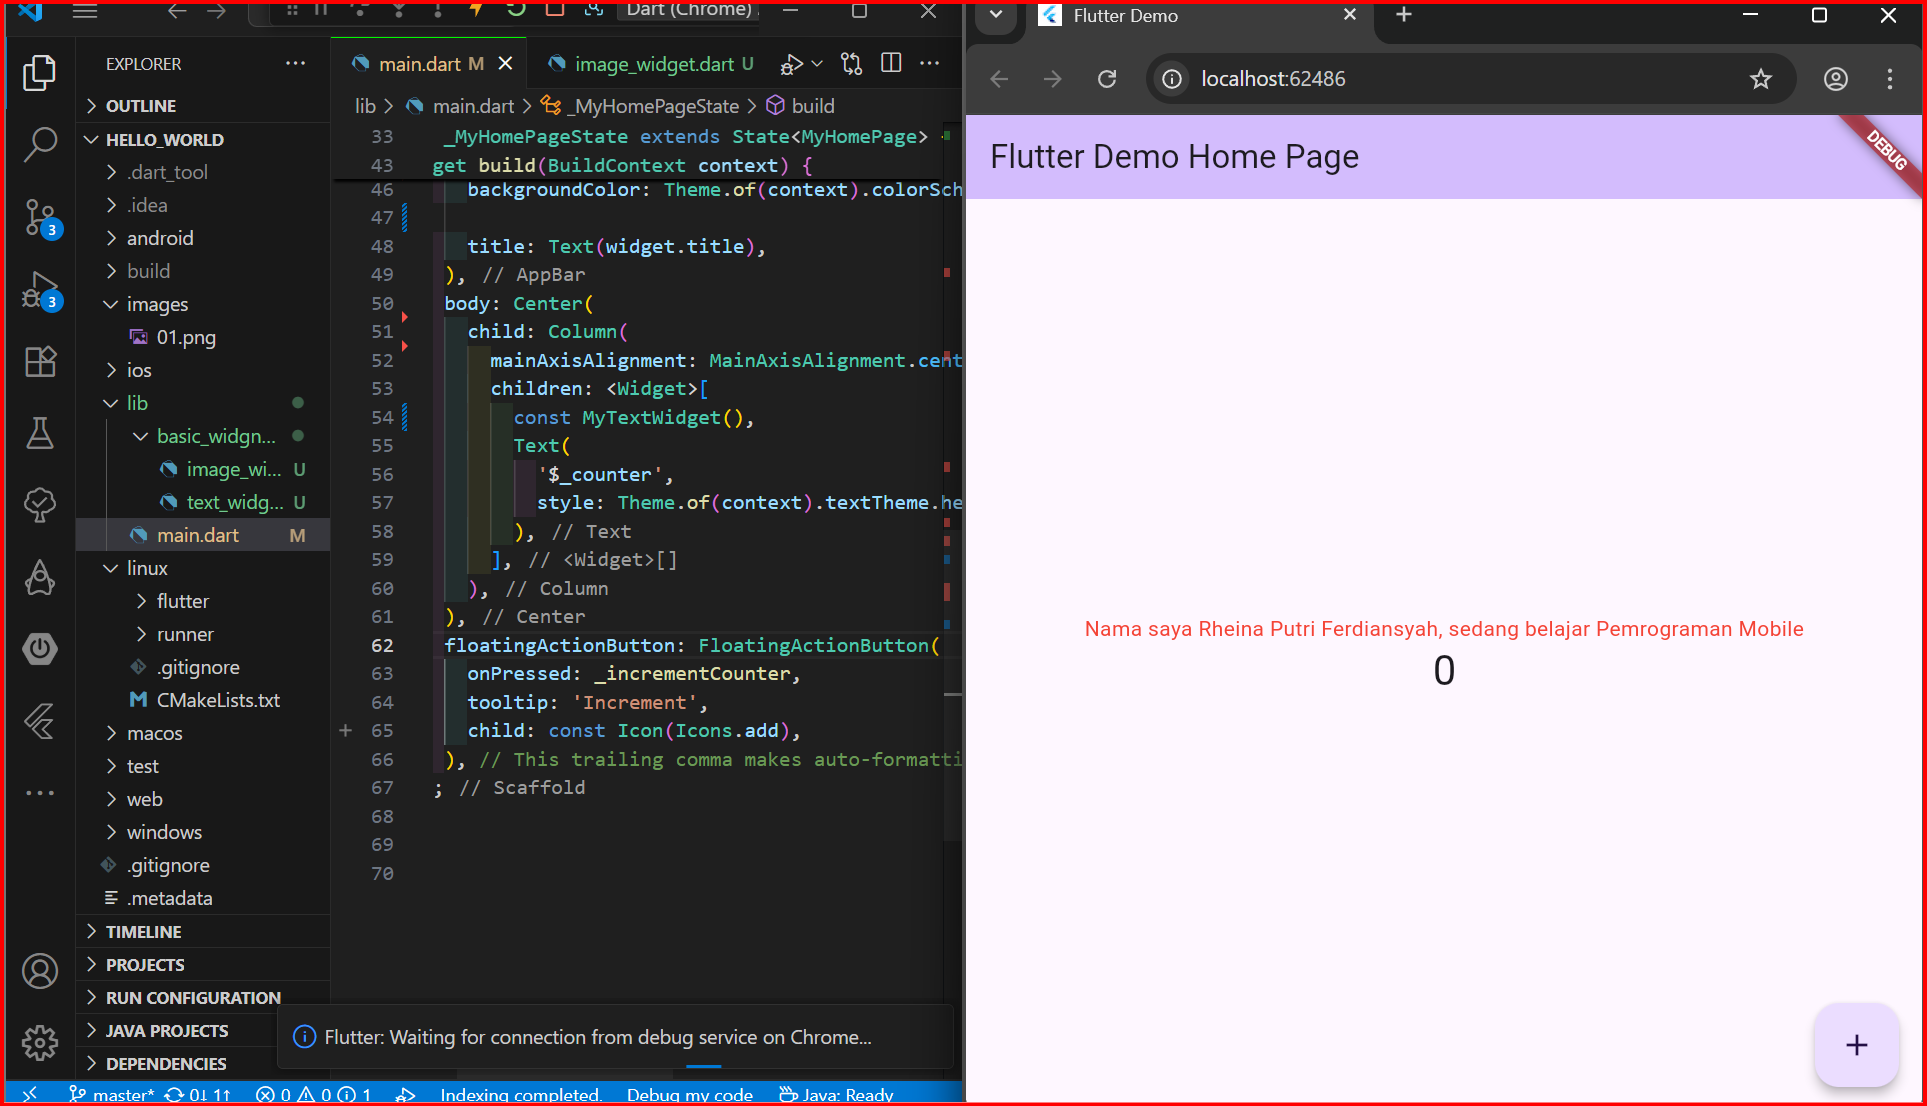 Dart (Chrome)
EXPLORER
OUTLINE
HELLO_WORLD
.dart_tool
.idea
android
build
images
01.png
ios
lib
basic_widgn...
image_wi... U
text_widg... U
main.dart M
linux
flutter
runner
.gitignore
CMakeLists.txt
macos
test
web
windows
.gitignore
.metadata
TIMELINE
PROJECTS
RUN CONFIGURATION
JAVA PROJECTS
DEPENDENCIES
3
3
main.dart M
image_widget.dart U
lib > main.dart > _MyHomePageState > build
33 _MyHomePageState extends State<MyHomePage> {
43 get build(BuildContext context) {
46 backgroundColor: Theme.of(context).colorSch
47
48 title: Text(widget.title),
49 ), // AppBar
50 body: Center(
51 child: Column(
52 mainAxisAlignment: MainAxisAlignment.cent
53 children: <Widget>[
54 const MyTextWidget(),
55 Text(
56 '$_counter',
57 style: Theme.of(context).textTheme.he
58 ), // Text
59 ], // <Widget>[]
60 ), // Column
61 ), // Center
62 floatingActionButton: FloatingActionButton(
63 onPressed: _incrementCounter,
64 tooltip: 'Increment',
65 child: const Icon(Icons.add),
66 ), // This trailing comma makes auto-formatti
67 ; // Scaffold
68
69
70
Flutter: Waiting for connection from debug service on Chrome...
master* 0↓ 1↑ 0 0 1 Indexing completed. Debug my code Java: Ready
Flutter Demo
localhost:62486
Flutter Demo Home Page
DEBUG
Nama saya Rheina Putri Ferdiansyah, sedang belajar Pemrograman Mobile
0